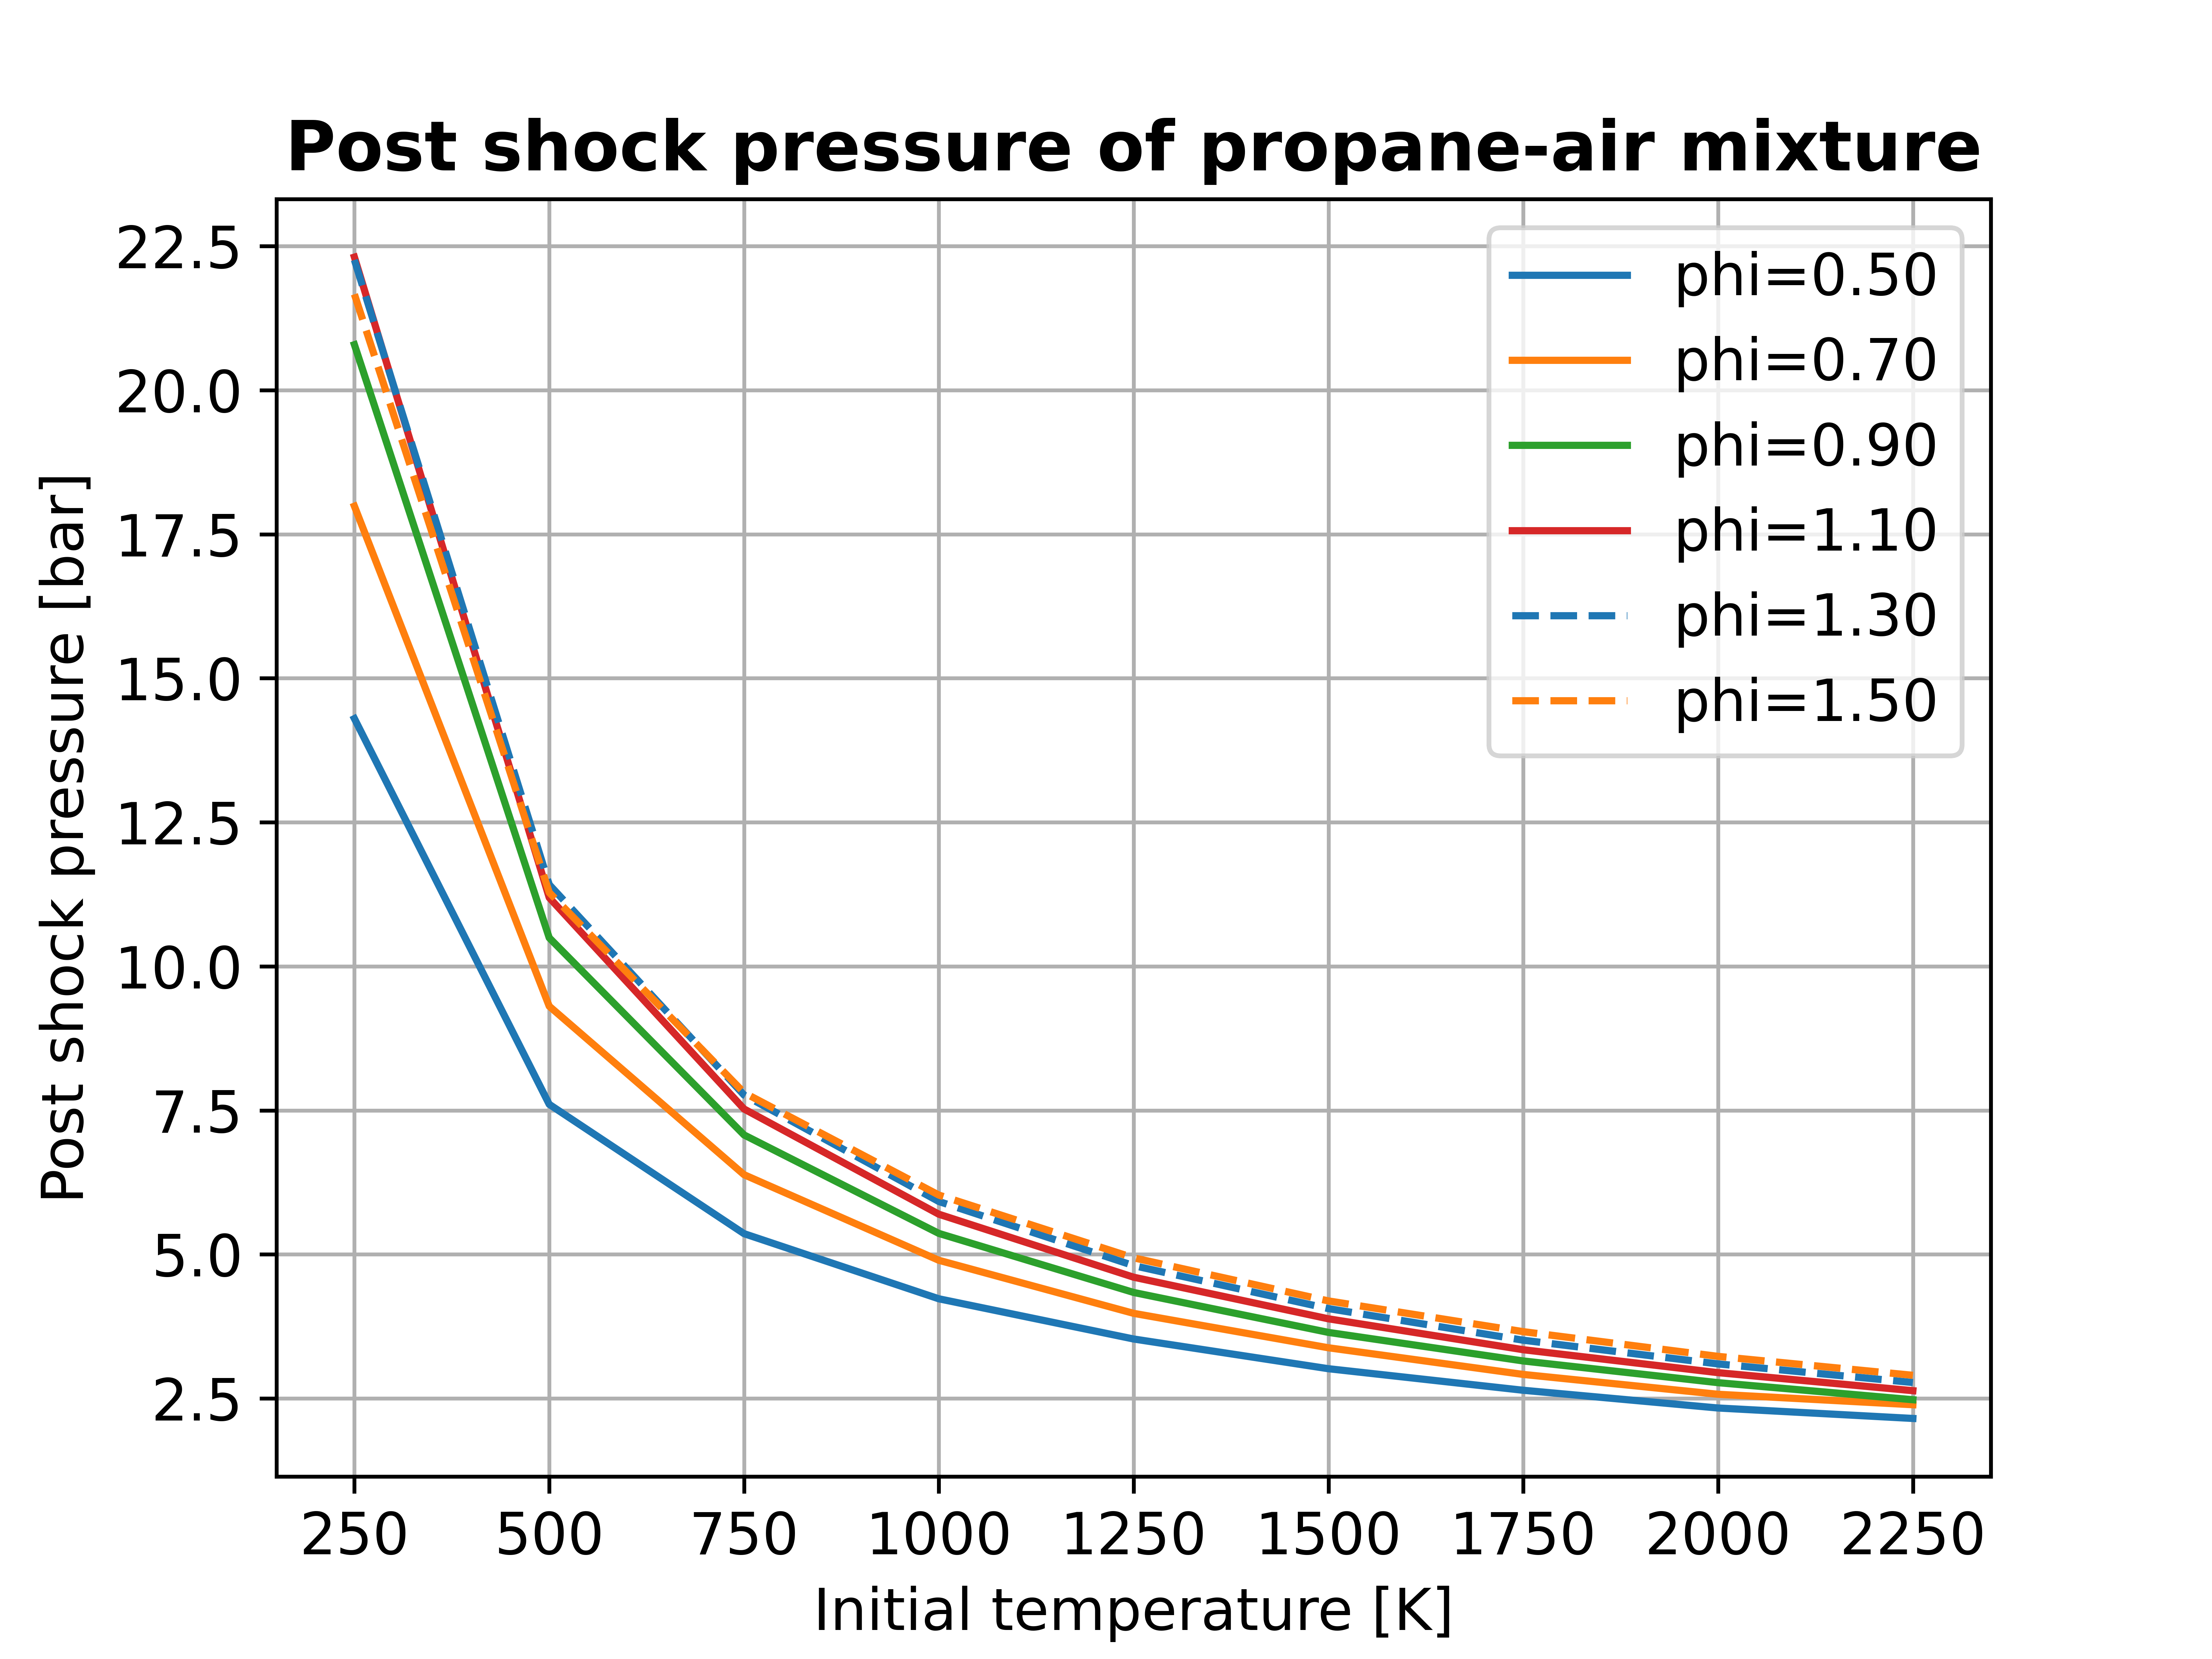 Post shock pressure of propane-air mixture
22.5
20.0
17.5
15.0
12.5
10.0
7.5
5.0
2.5
Post shock pressure [bar]
phi=0.50
phi=0.70
phi=0.90
phi=1.10
phi=1.30
phi=1.50
250 500 750 1000 1250 1500 1750 2000 2250
Initial temperature [K]